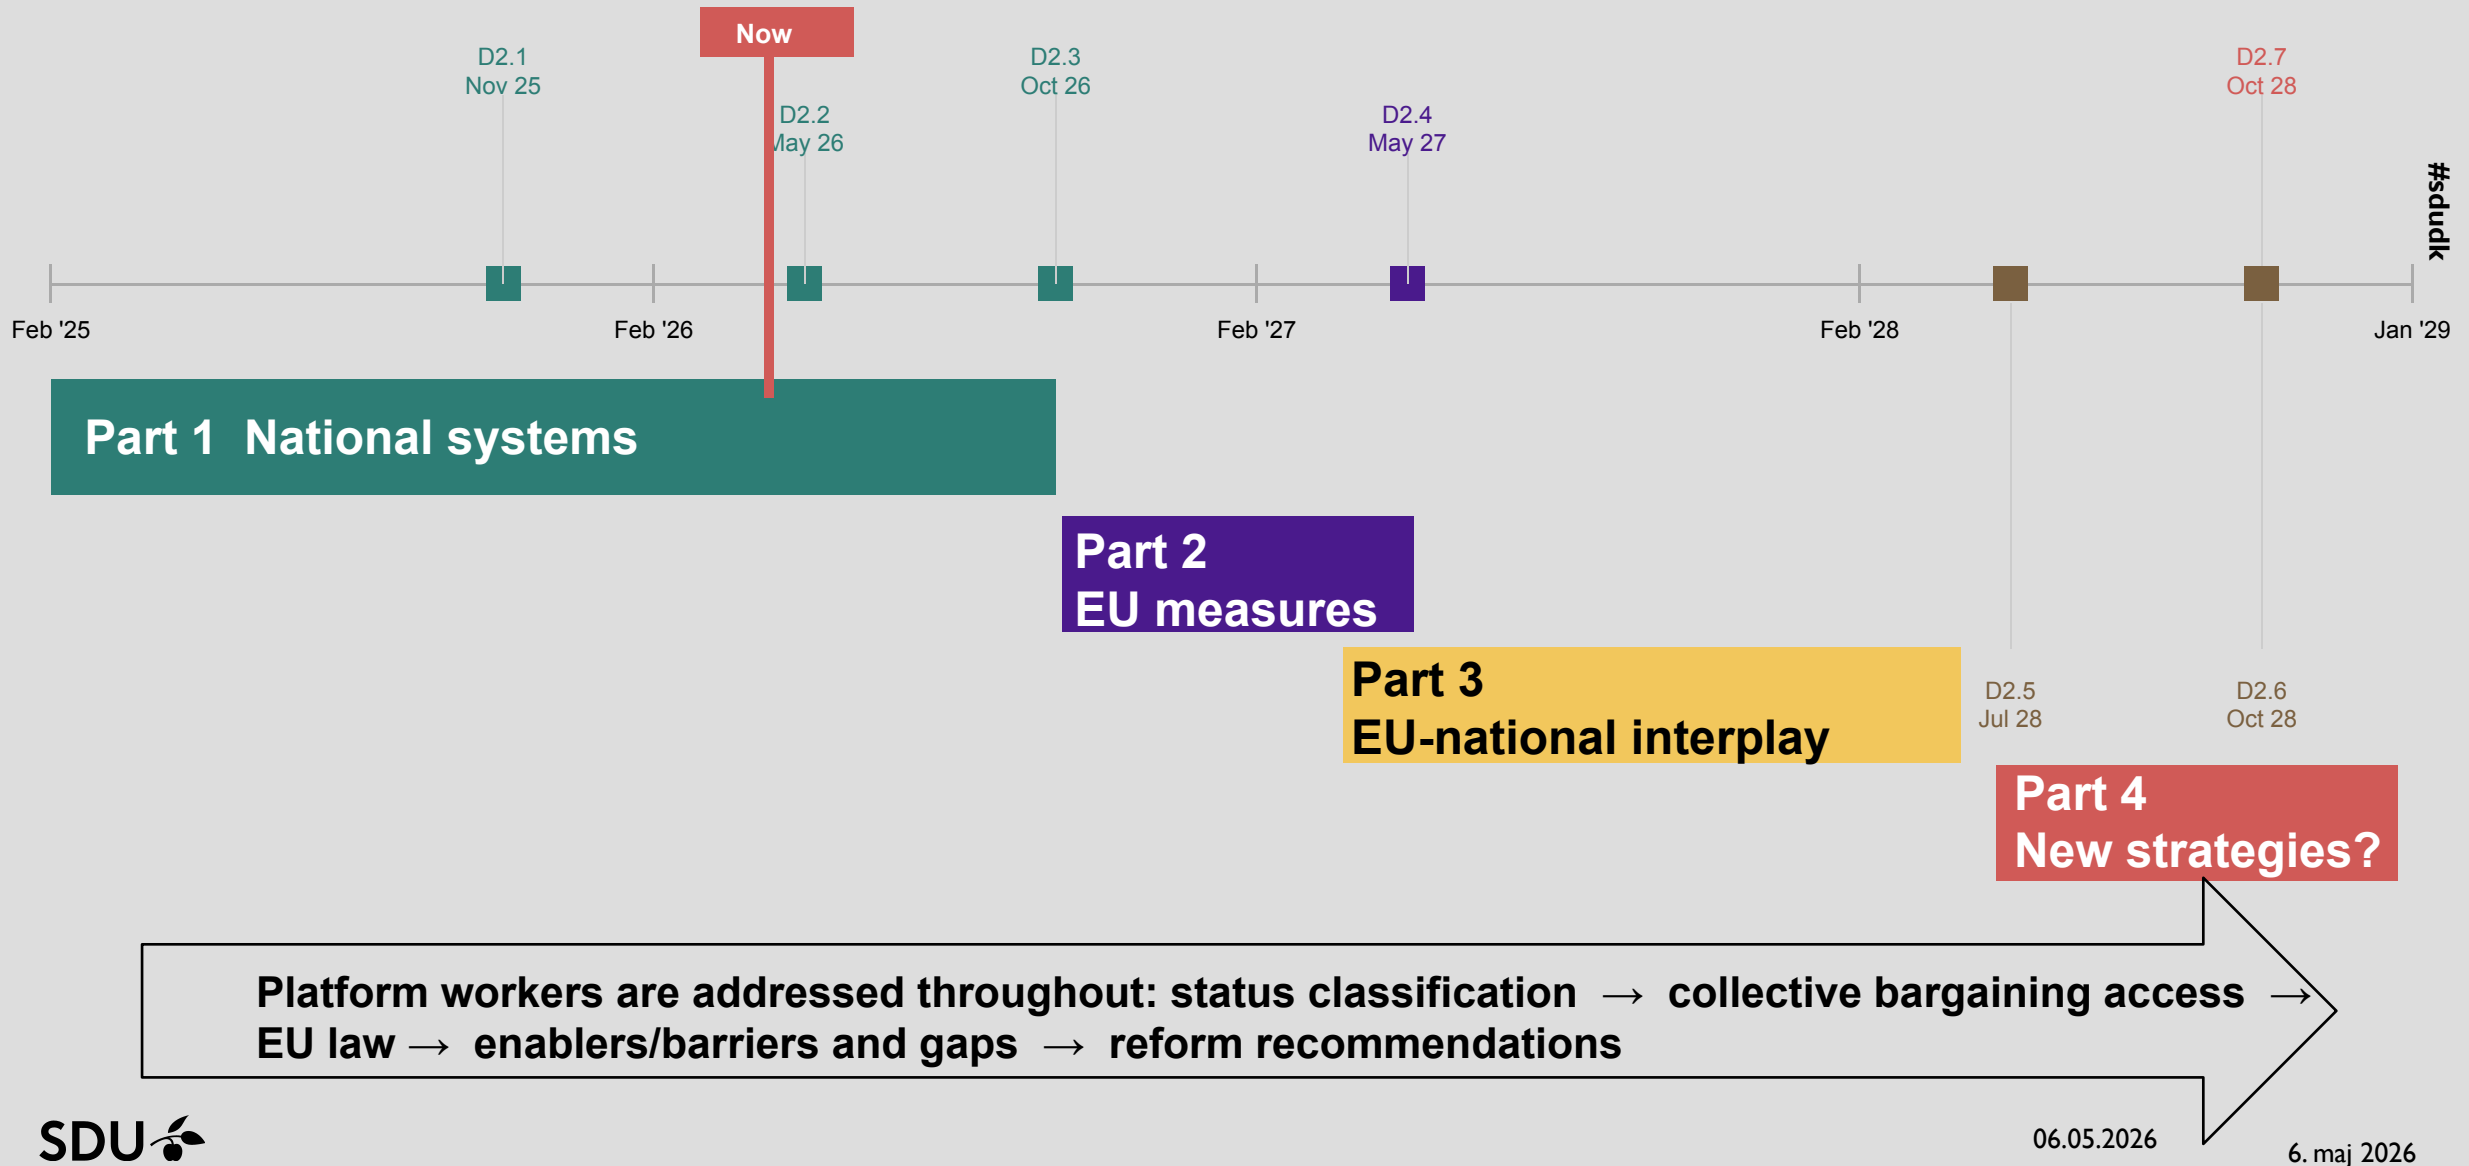 Now
D2.1
Nov 25
D2.3
Oct 26
D2.7
Oct 28
D2.2
May 26
D2.4
May 27
#sdudk
Feb '25
Feb '26
Feb '27
Feb '28
Jan '29
Part 1  National systems
Part 2
EU measures
Part 3
EU-national interplay
D2.5
Jul 28
D2.6
Oct 28
Part 4
New strategies?
Platform workers are addressed throughout: status classification → collective bargaining access →
EU law → enablers/barriers and gaps → reform recommendations
SDU
06.05.2026
6. maj 2026